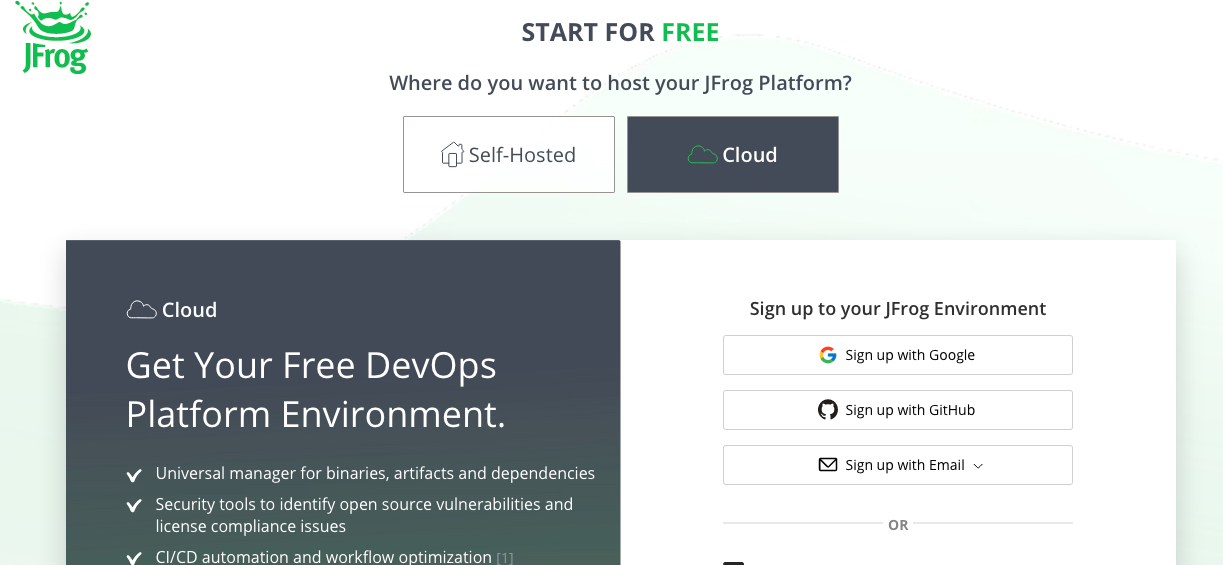 JFrog
START FOR FREE
Where do you want to host your JFrog Platform?
Self-Hosted
Cloud
Cloud
Get Your Free DevOps
Platform Environment.
Universal manager for binaries, artifacts and dependencies
Security tools to identify open source vulnerabilities and
license compliance issues
CI/CD automation and workflow optimization [1]
Sign up to your JFrog Environment
Sign up with Google
Sign up with GitHub
Sign up with Email
OR